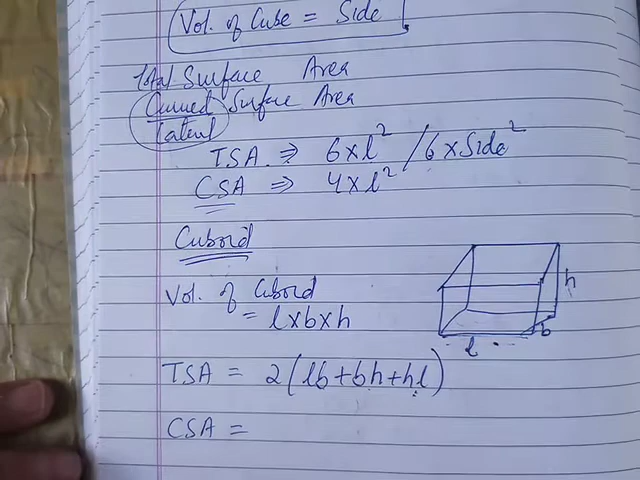 Vol. of Cube = Side
Total Surface Area
Curved Surface Area
Lateral
TSA ⇒ 6×l² / 6×Side²
CSA ⇒ 4×l²
Cuboid
Vol. of Cuboid
= l×b×h
h
b
l
TSA = 2(lb+bh+hl)
CSA =